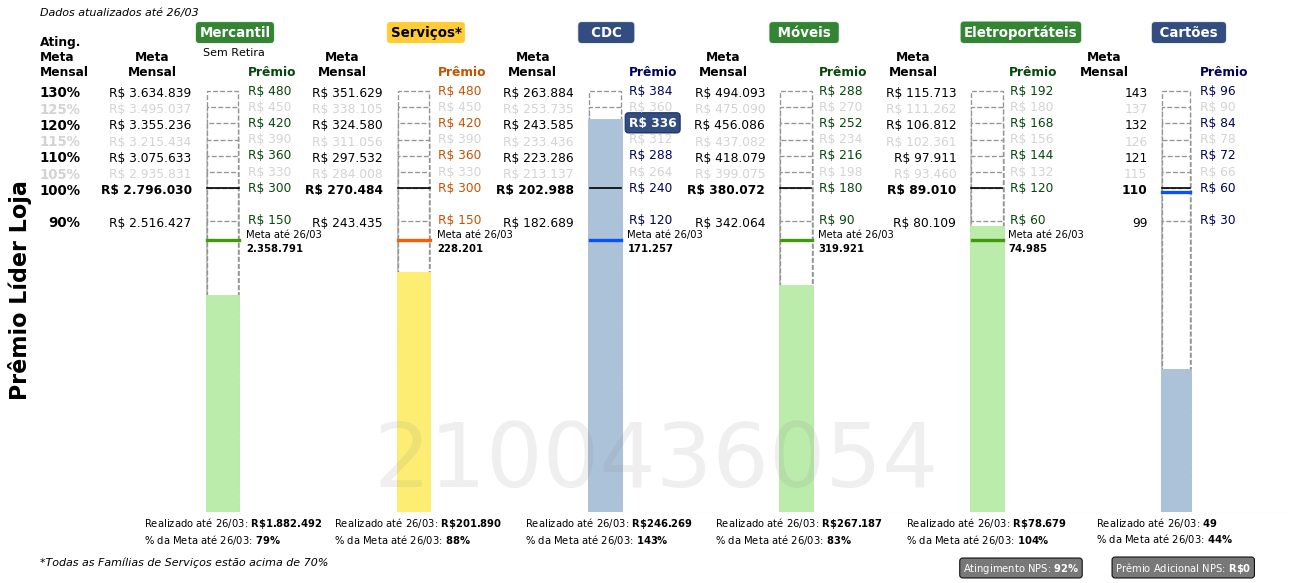 Dados atualizados até 26/03
Mercantil Serviços* CDC Móveis Eletroportáteis Cartões
Sem Retira
Ating. Meta Mensal
Meta Mensal Prêmio Meta Mensal Prêmio Meta Mensal Prêmio Meta Mensal Prêmio Meta Mensal Prêmio Meta Mensal Prêmio
130% R$ 3.634.839 R$ 480 R$ 351.629 R$ 480 R$ 263.884 R$ 384 R$ 494.093 R$ 288 R$ 115.713 R$ 192 143 R$ 96
125% R$ 3.495.037 R$ 450 R$ 338.105 R$ 450 R$ 253.735 R$ 360 R$ 475.090 R$ 270 R$ 111.262 R$ 180 137 R$ 90
120% R$ 3.355.236 R$ 420 R$ 324.580 R$ 420 R$ 243.585 R$ 336 R$ 456.086 R$ 252 R$ 106.812 R$ 168 132 R$ 84
115% R$ 3.215.434 R$ 390 R$ 311.056 R$ 390 R$ 233.436 R$ 312 R$ 437.082 R$ 234 R$ 102.361 R$ 156 126 R$ 78
110% R$ 3.075.633 R$ 360 R$ 297.532 R$ 360 R$ 223.286 R$ 288 R$ 418.079 R$ 216 R$ 97.911 R$ 144 121 R$ 72
105% R$ 2.935.831 R$ 330 R$ 284.008 R$ 330 R$ 213.137 R$ 264 R$ 399.075 R$ 198 R$ 93.460 R$ 132 115 R$ 66
100% R$ 2.796.030 R$ 300 R$ 270.484 R$ 300 R$ 202.988 R$ 240 R$ 380.072 R$ 180 R$ 89.010 R$ 120 110 R$ 60
90% R$ 2.516.427 R$ 150 R$ 243.435 R$ 150 R$ 182.689 R$ 120 R$ 342.064 R$ 90 R$ 80.109 R$ 60 99 R$ 30
Meta até 26/03 Meta até 26/03 Meta até 26/03 Meta até 26/03 Meta até 26/03
2.358.791 228.201 171.257 319.921 74.985
Prêmio Líder Loja
2100436054
Realizado até 26/03: R$1.882.492 Realizado até 26/03: R$201.890 Realizado até 26/03: R$246.269 Realizado até 26/03: R$267.187 Realizado até 26/03: R$78.679 Realizado até 26/03: 49
% da Meta até 26/03: 79% % da Meta até 26/03: 88% % da Meta até 26/03: 143% % da Meta até 26/03: 83% % da Meta até 26/03: 104% % da Meta até 26/03: 44%
*Todas as Famílias de Serviços estão acima de 70%
Atingimento NPS: 92% Prêmio Adicional NPS: R$0